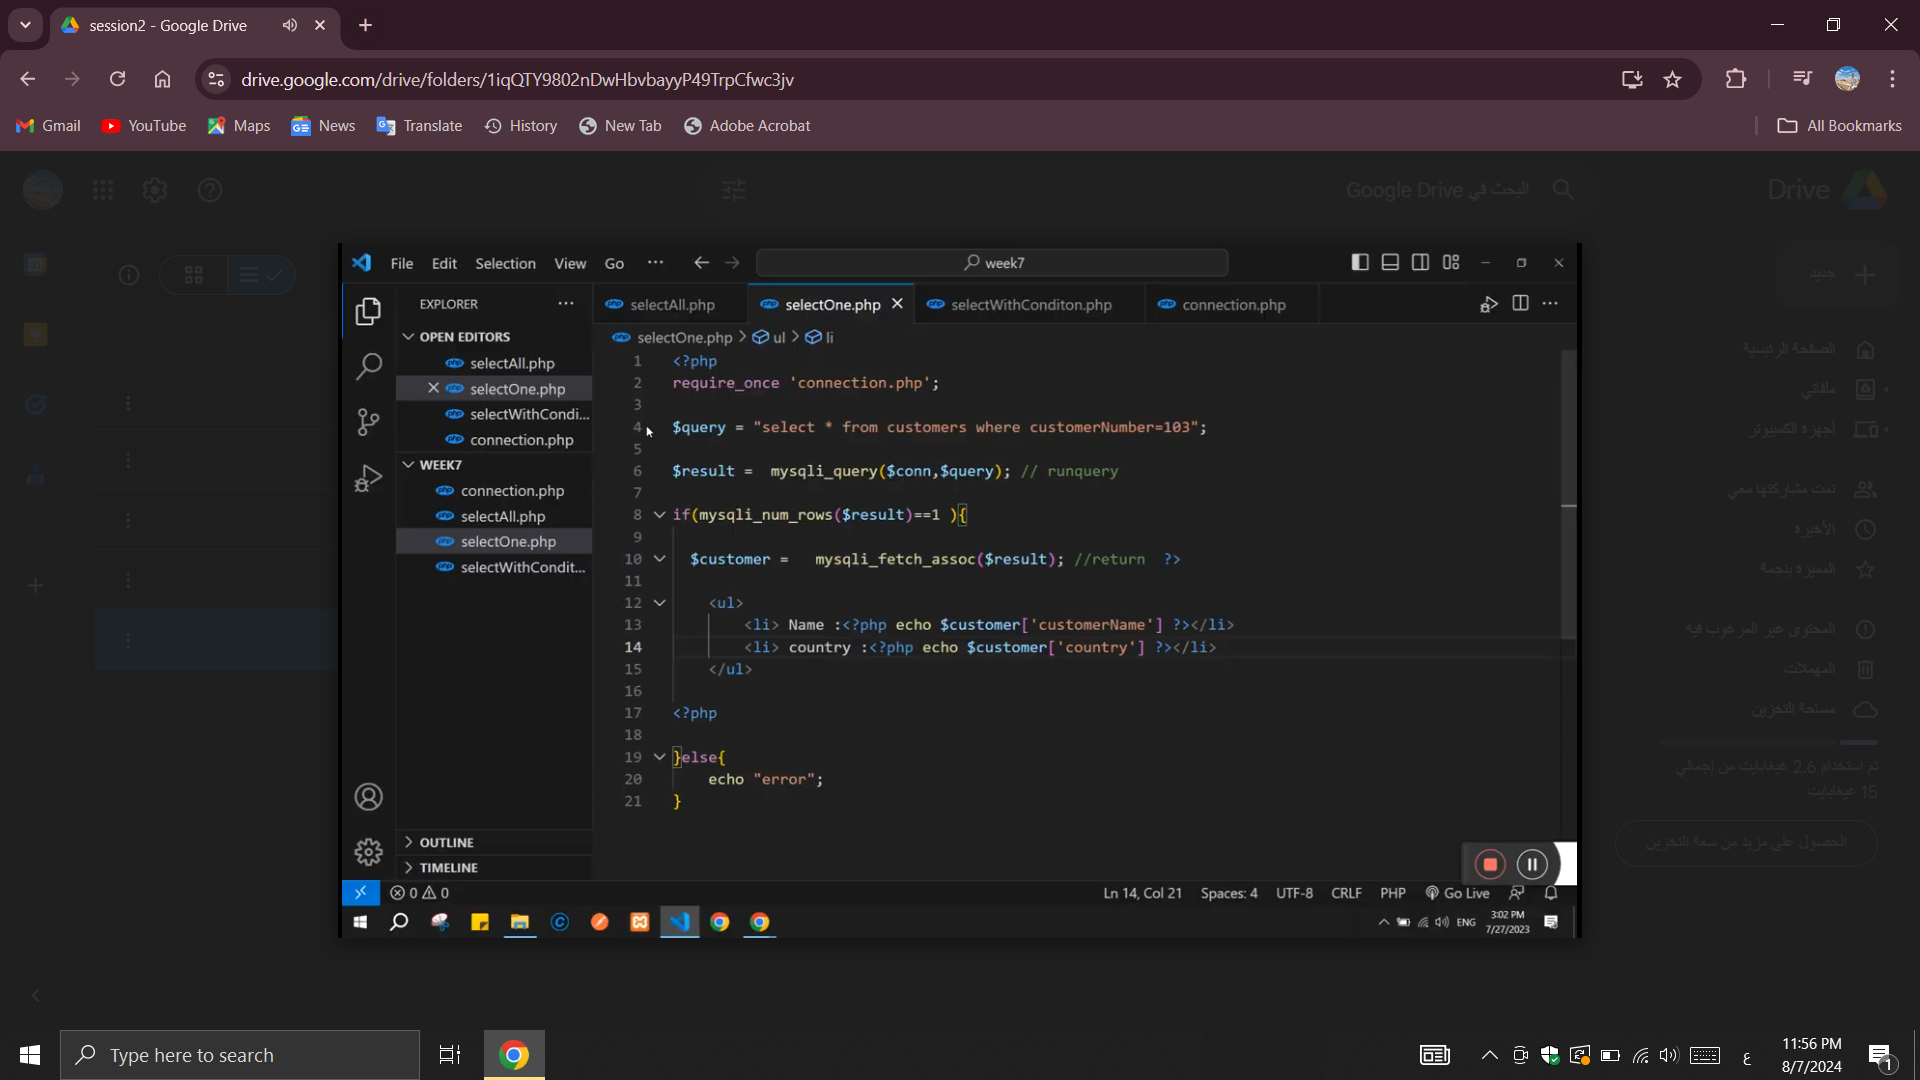 session2 - Google Drive
drive.google.com/drive/folders/1iqQTY9802nDwHbvbayyP49TrpCfwc3jv
Gmail YouTube Maps News Translate History New Tab Adobe Acrobat All Bookmarks
البحث في Google Drive
Drive
جديد
الصفحة الرئيسية
ملفاتي
أجهزة الكمبيوتر
تمت مشاركتها معي
الأخيرة
المميزة بنجمة
المحتوى غير المرغوب فيه
المهملات
مساحة التخزين
تم استخدام 2.6 غيغابايت من إجمالي
15 غيغابايت
الحصول على مزيد من سعة التخزين
File Edit Selection View Go ··· week7
EXPLORER ···
selectAll.php selectOne.php selectWithConditon.php connection.php
OPEN EDITORS
selectAll.php
selectOne.php
selectWithCondi...
connection.php
WEEK7
connection.php
selectAll.php
selectOne.php
selectWithCondit...
OUTLINE
TIMELINE
selectOne.php > ul > li
1 <?php
2 require_once 'connection.php';
3
4 $query = "select * from customers where customerNumber=103";
5
6 $result = mysqli_query($conn,$query); // runquery
7
8 if(mysqli_num_rows($result)==1 ){
9
10 $customer = mysqli_fetch_assoc($result); //return ?>
11
12 <ul>
13 <li> Name :<?php echo $customer['customerName'] ?></li>
14 <li> country :<?php echo $customer['country'] ?></li>
15 </ul>
16
17 <?php
18
19 }else{
20 echo "error";
21 }
0 0 Ln 14, Col 21 Spaces: 4 UTF-8 CRLF PHP Go Live
ENG 3:02 PM
7/27/2023
Type here to search
ع 11:56 PM
8/7/2024
1